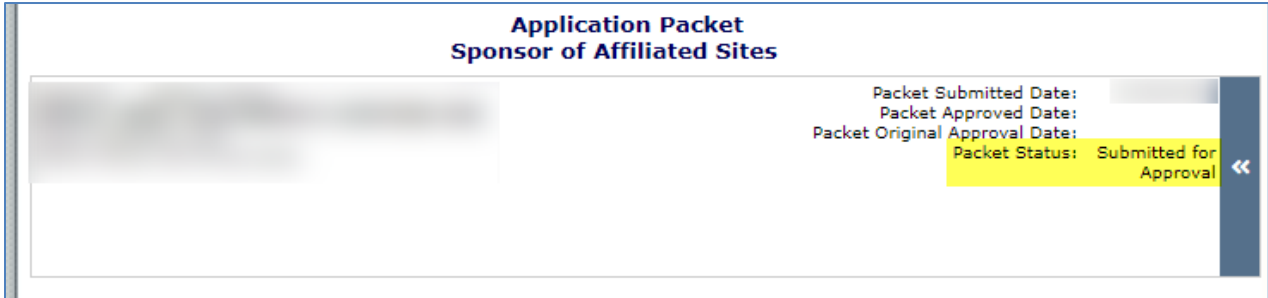 Application Packet
Sponsor of Affiliated Sites
Packet Submitted Date:
Packet Approved Date:
Packet Original Approval Date:
Packet Status: Submitted for
Approval
«